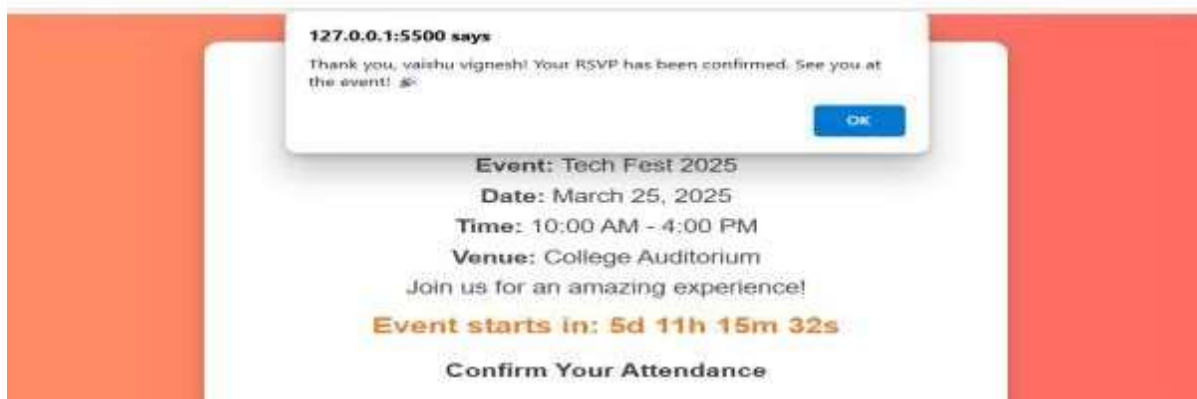 127.0.0.1:5500 says
Thank you, vaishu vignesh! Your RSVP has been confirmed. See you at
the event! 🎉
OK
Event: Tech Fest 2025
Date: March 25, 2025
Time: 10:00 AM - 4:00 PM
Venue: College Auditorium
Join us for an amazing experience!
Event starts in: 5d 11h 15m 32s
Confirm Your Attendance